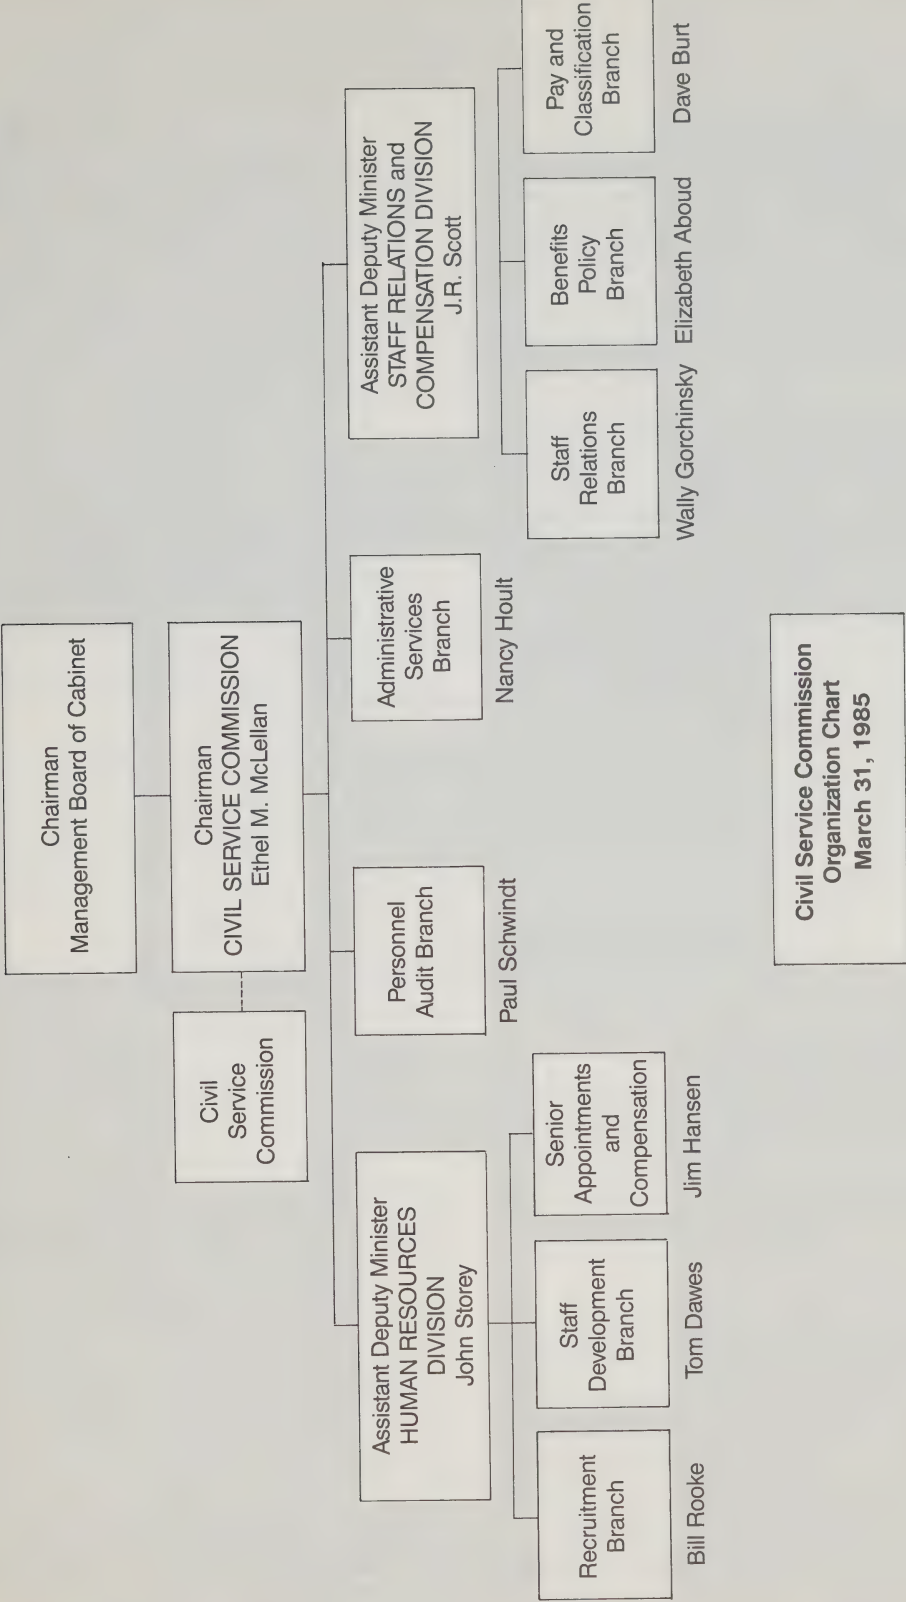 Chairman
Management Board of Cabinet
Chairman
CIVIL SERVICE COMMISSION
Ethel M. McLellan
Civil
Service
Commission
Assistant Deputy Minister
HUMAN RESOURCES
DIVISION
John Storey
Personnel
Audit Branch
Paul Schwindt
Administrative
Services
Branch
Nancy Hoult
Assistant Deputy Minister
STAFF RELATIONS and
COMPENSATION DIVISION
J.R. Scott
Recruitment
Branch
Bill Rooke
Staff
Development
Branch
Tom Dawes
Senior
Appointments
and
Compensation
Jim Hansen
Staff
Relations
Branch
Wally Gorchinsky
Benefits
Policy
Branch
Elizabeth Aboud
Pay and
Classification
Branch
Dave Burt
Civil Service Commission
Organization Chart
March 31, 1985